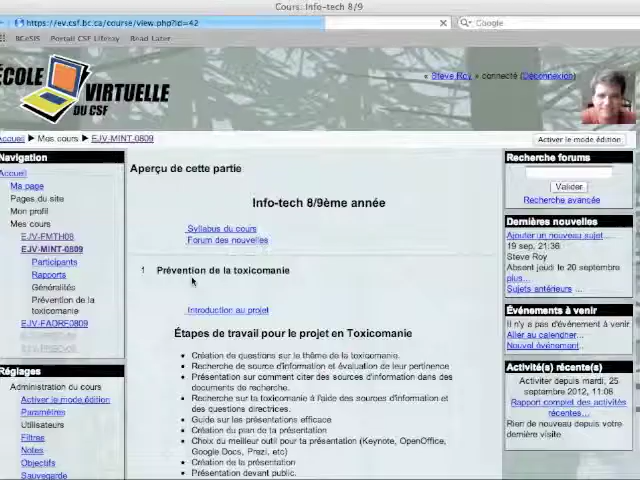 Cours: Info-tech 8/9
https://ev.csf.bc.ca/course/view.php?id=42
Google
BCeSIS Portail CSF Liferay Read Later
ÉCOLE
VIRTUELLE
DU CSF
« Steve Roy » connecté (Déconnexion)
Accueil ► Mes cours ► EJV-MINT-0809
Activer le mode édition
Navigation
Accueil
Ma page
Pages du site
Mon profil
Mes cours
EJV-FMTH08
EJV-MINT-0809
Participants
Rapports
Généralités
Prévention de la
toxicomanie
EJV-FADRF0809
Réglages
Administration du cours
Activer le mode édition
Paramètres
Utilisateurs
Filtres
Notes
Objectifs
Sauvegarde
Aperçu de cette partie
Info-tech 8/9ème année
Syllabus du cours
Forum des nouvelles
1 Prévention de la toxicomanie
Introduction au projet
Étapes de travail pour le projet en Toxicomanie
Création de questions sur le thème de la toxicomanie.
Recherche de source d'information et évaluation de leur pertinence
Présentation sur comment citer des sources d'information dans des
documents de recherche.
Recherche sur la toxicomanie à l'aide des sources d'information et
des questions directrices.
Guide sur les présentations efficace
Création du plan de la présentation
Choix du meilleur outil pour la présentation (Keynote, OpenOffice,
Google Docs, Prezi, etc)
Création de la présentation
Présentation devant public.
Recherche forums
Valider
Recherche avancée
Dernières nouvelles
Ajouter un nouveau sujet...
19 sep, 21:36
Steve Roy
Absent jeudi le 20 septembre
plus...
Sujets antérieurs ...
Événements à venir
Il n'y a pas d'événement à venir
Aller au calendrier...
Nouvel événement...
Activité(s) récente(s)
Activiter depuis mardi, 25
septembre 2012, 11:06
Rapport complet des activités
récentes...
Rien de nouveau depuis votre
dernière visite